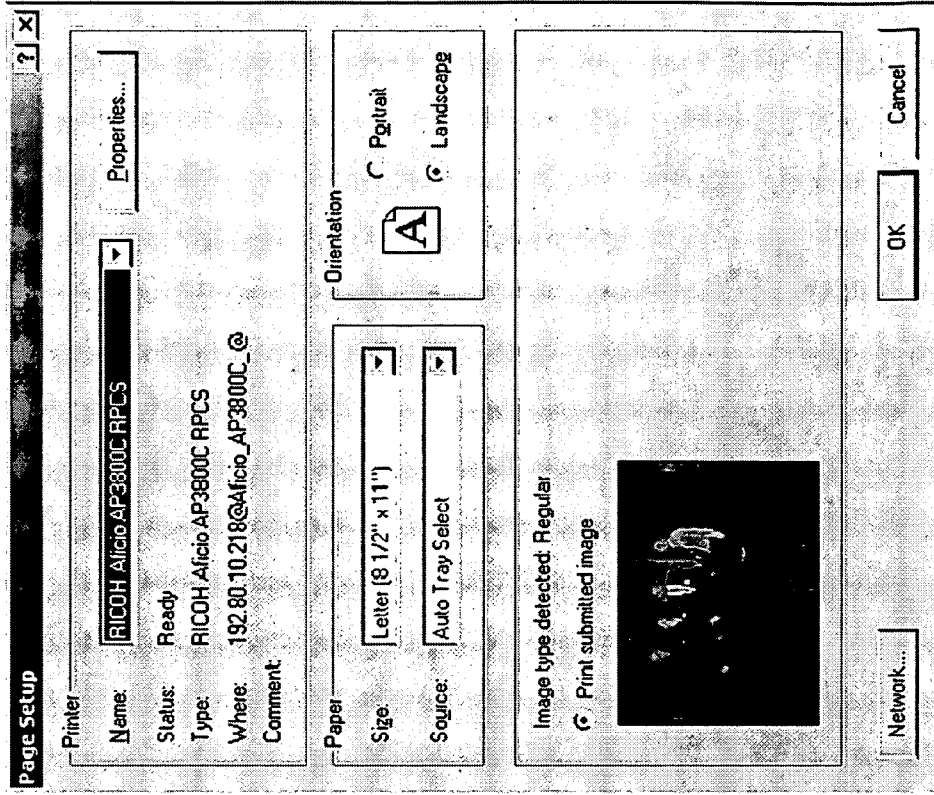 Page Setup
Printer
Name: RICOH Aficio AP3800C RPCS
Properties...
Status: Ready
Type: RICOH Aficio AP3800C RPCS
Where: 192.80.10.218@Aficio_AP3800C_@
Comment:
Paper
Size: Letter (8 1/2" x 11")
Source: Auto Tray Select
Orientation
A
Portrait
Landscape
Image type detected: Regular
Print submitted image
Network...
OK
Cancel